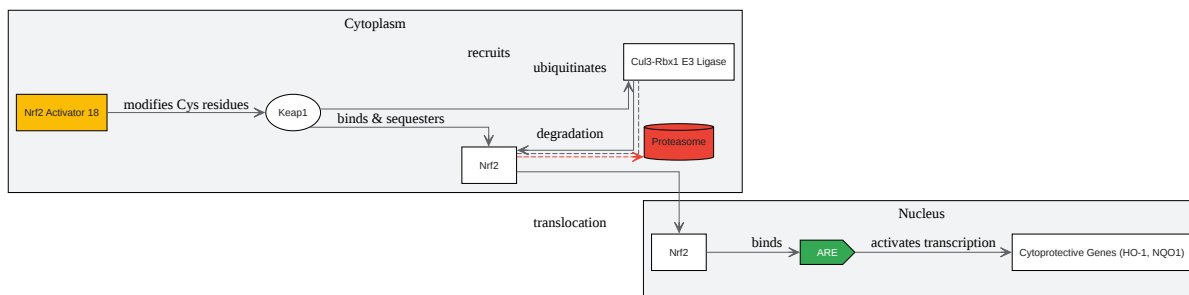 Cytoplasm
recruits
Cul3-Rbx1 E3 Ligase
ubiquitinates
Nrf2 Activator 18
modifies Cys residues
Keap1
binds & sequesters
degradation
Proteasome
Nrf2
translocation
Nucleus
Nrf2
binds
ARE
activates transcription
Cytoprotective Genes (HO-1, NQO1)